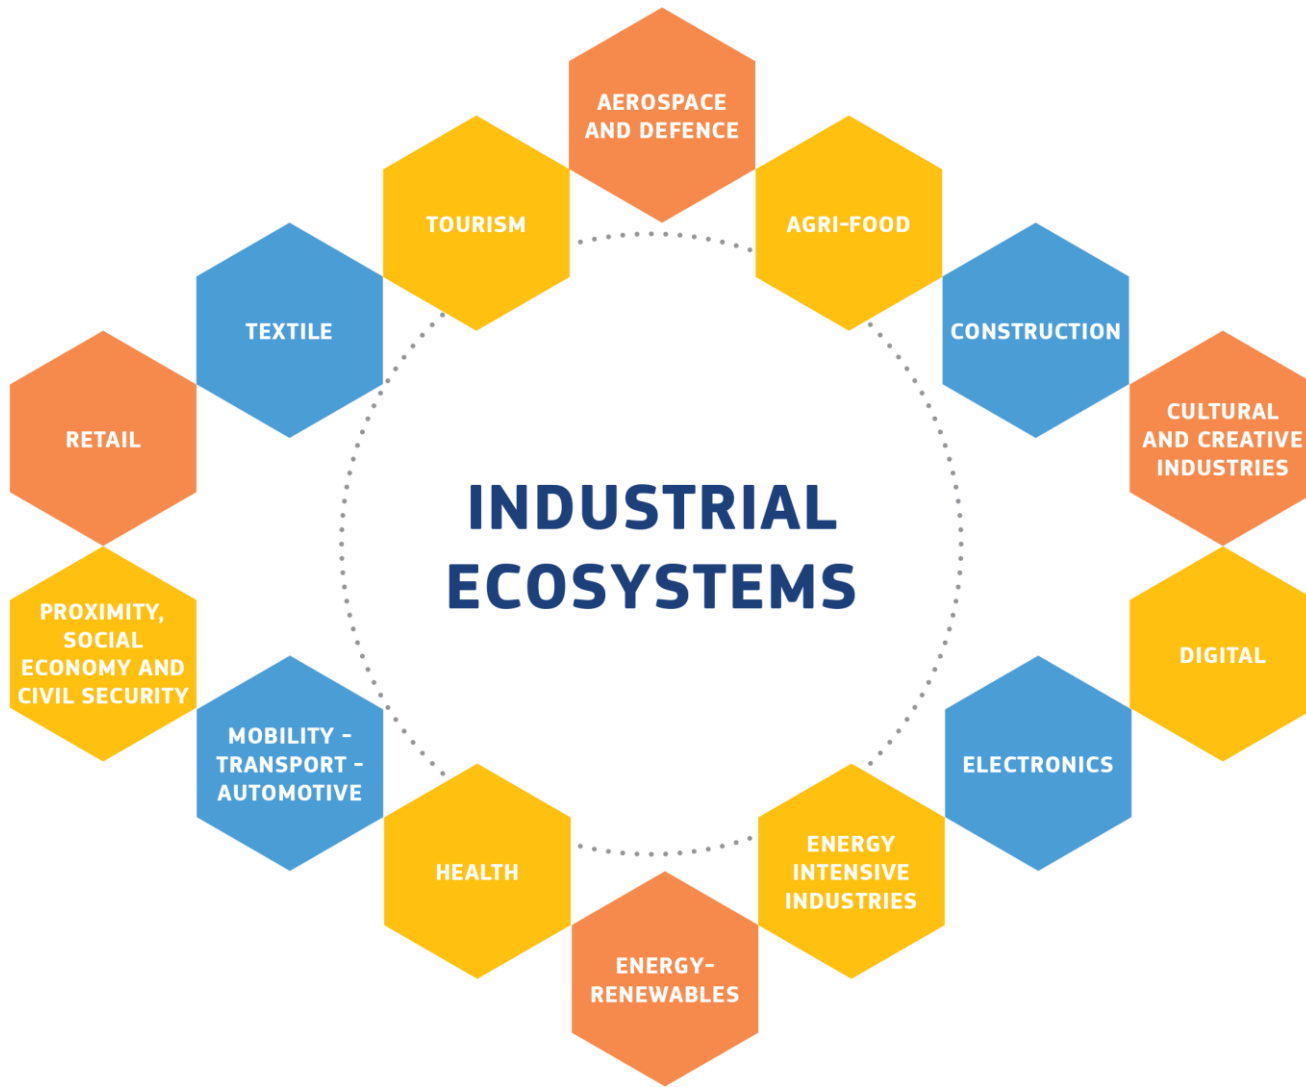 AEROSPACE
AND DEFENCE
TOURISM
AGRI-FOOD
TEXTILE
CONSTRUCTION
RETAIL
CULTURAL
AND CREATIVE
INDUSTRIES
INDUSTRIAL
ECOSYSTEMS
PROXIMITY,
SOCIAL
ECONOMY AND
CIVIL SECURITY
DIGITAL
MOBILITY -
TRANSPORT -
AUTOMOTIVE
ELECTRONICS
HEALTH
ENERGY
INTENSIVE
INDUSTRIES
ENERGY-
RENEWABLES